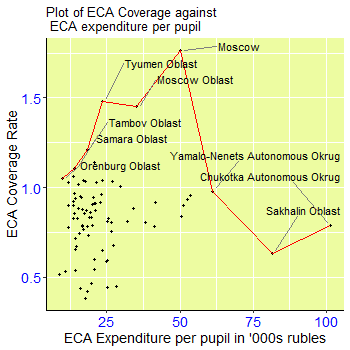 Plot of ECA Coverage against
ECA expenditure per pupil
Moscow
Tyumen Oblast
Moscow Oblast
Tambov Oblast
Samara Oblast
Orenburg Oblast
Yamalo-Nenets Autonomous Okrug
Chukotka Autonomous Okrug
Sakhalin Oblast
ECA Coverage Rate
1.5
1.0
0.5
25
50
75
100
ECA Expenditure per pupil in '000s rubles